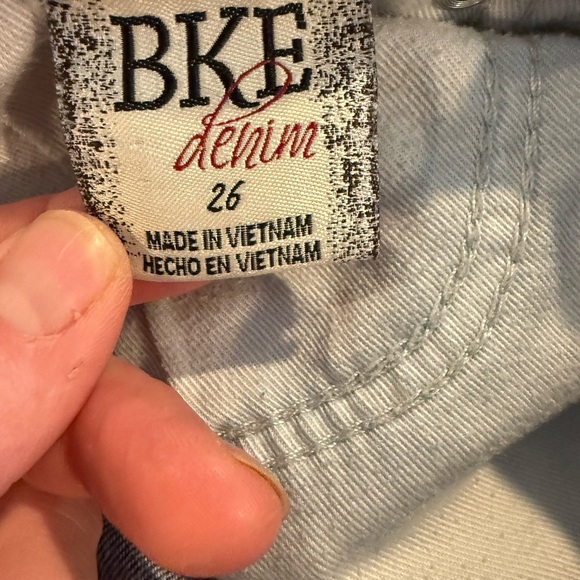 BKE
denim
26
MADE IN VIETNAM
HECHO EN VIETNAM